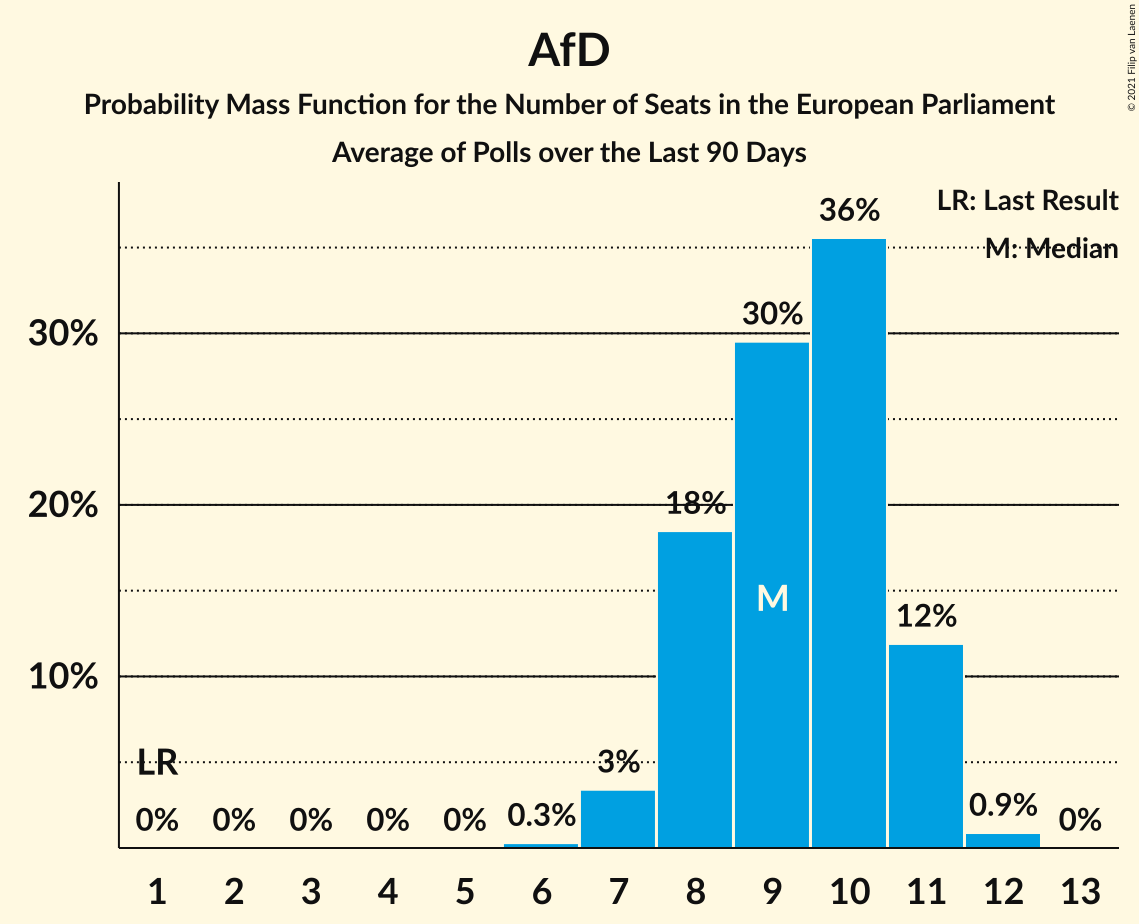 AfD
Probability Mass Function for the Number of Seats in the European Parliament
Average of Polls over the Last 90 Days
© 2021 Filip van Laenen
LR: Last Result
M: Median
36%
30%
30%
20%
18%
M
12%
10%
LR
3%
0%
0%
0%
0%
0%
0.3%
0.9%
0%
1 2 3 4 5 6 7 8 9 10 11 12 13